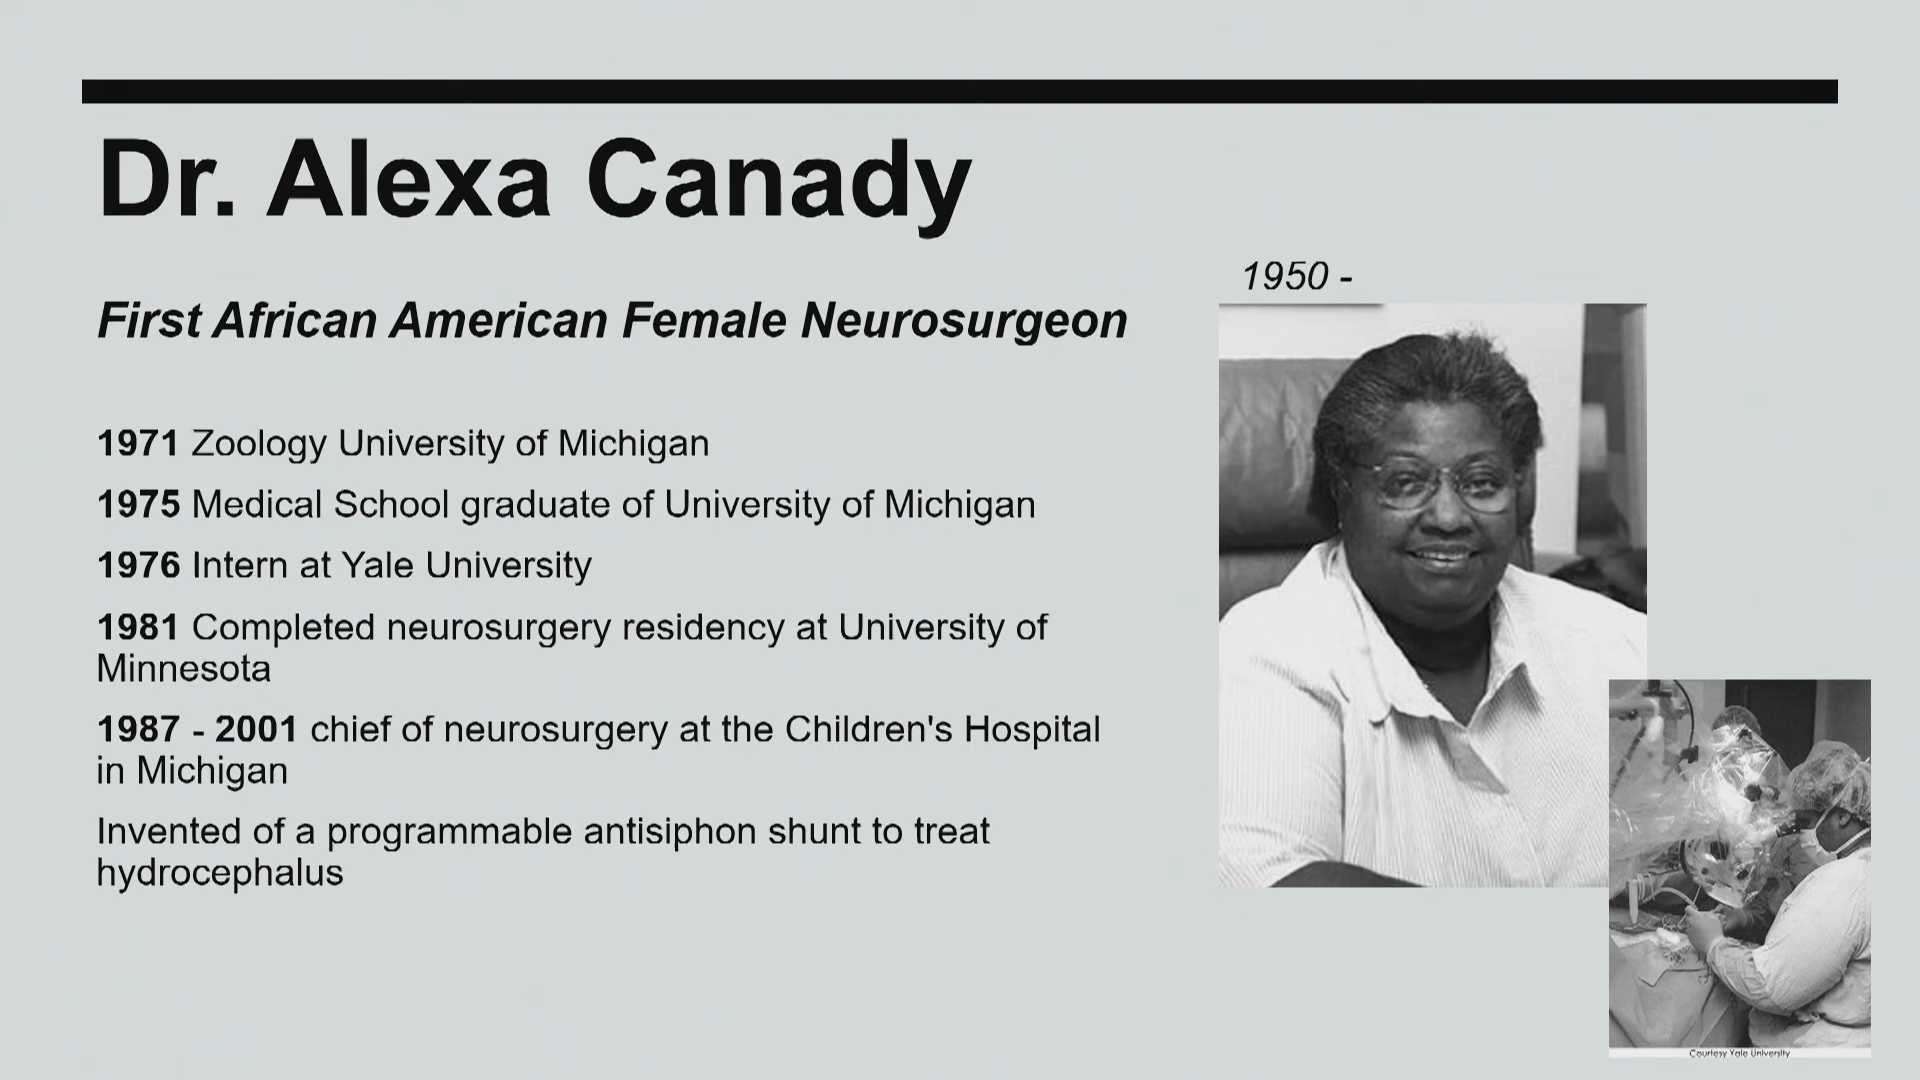 Dr. Alexa Canady
1950 -
First African American Female Neurosurgeon
1971 Zoology University of Michigan
1975 Medical School graduate of University of Michigan
1976 Intern at Yale University
1981 Completed neurosurgery residency at University of
Minnesota
1987 - 2001 chief of neurosurgery at the Children's Hospital
in Michigan
Invented of a programmable antisiphon shunt to treat
hydrocephalus
Courtesy Yale University